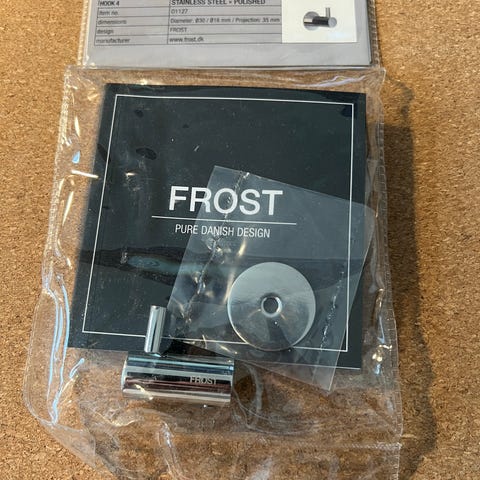 HOOK 4 STAINLESS STEEL • POLISHED
Item no. D1127
dimensions Diameter: Ø30 / Ø16 mm / Projection: 35 mm
design FROST
manufacturer www.frost.dk
FROST
PURE DANISH DESIGN
FROST